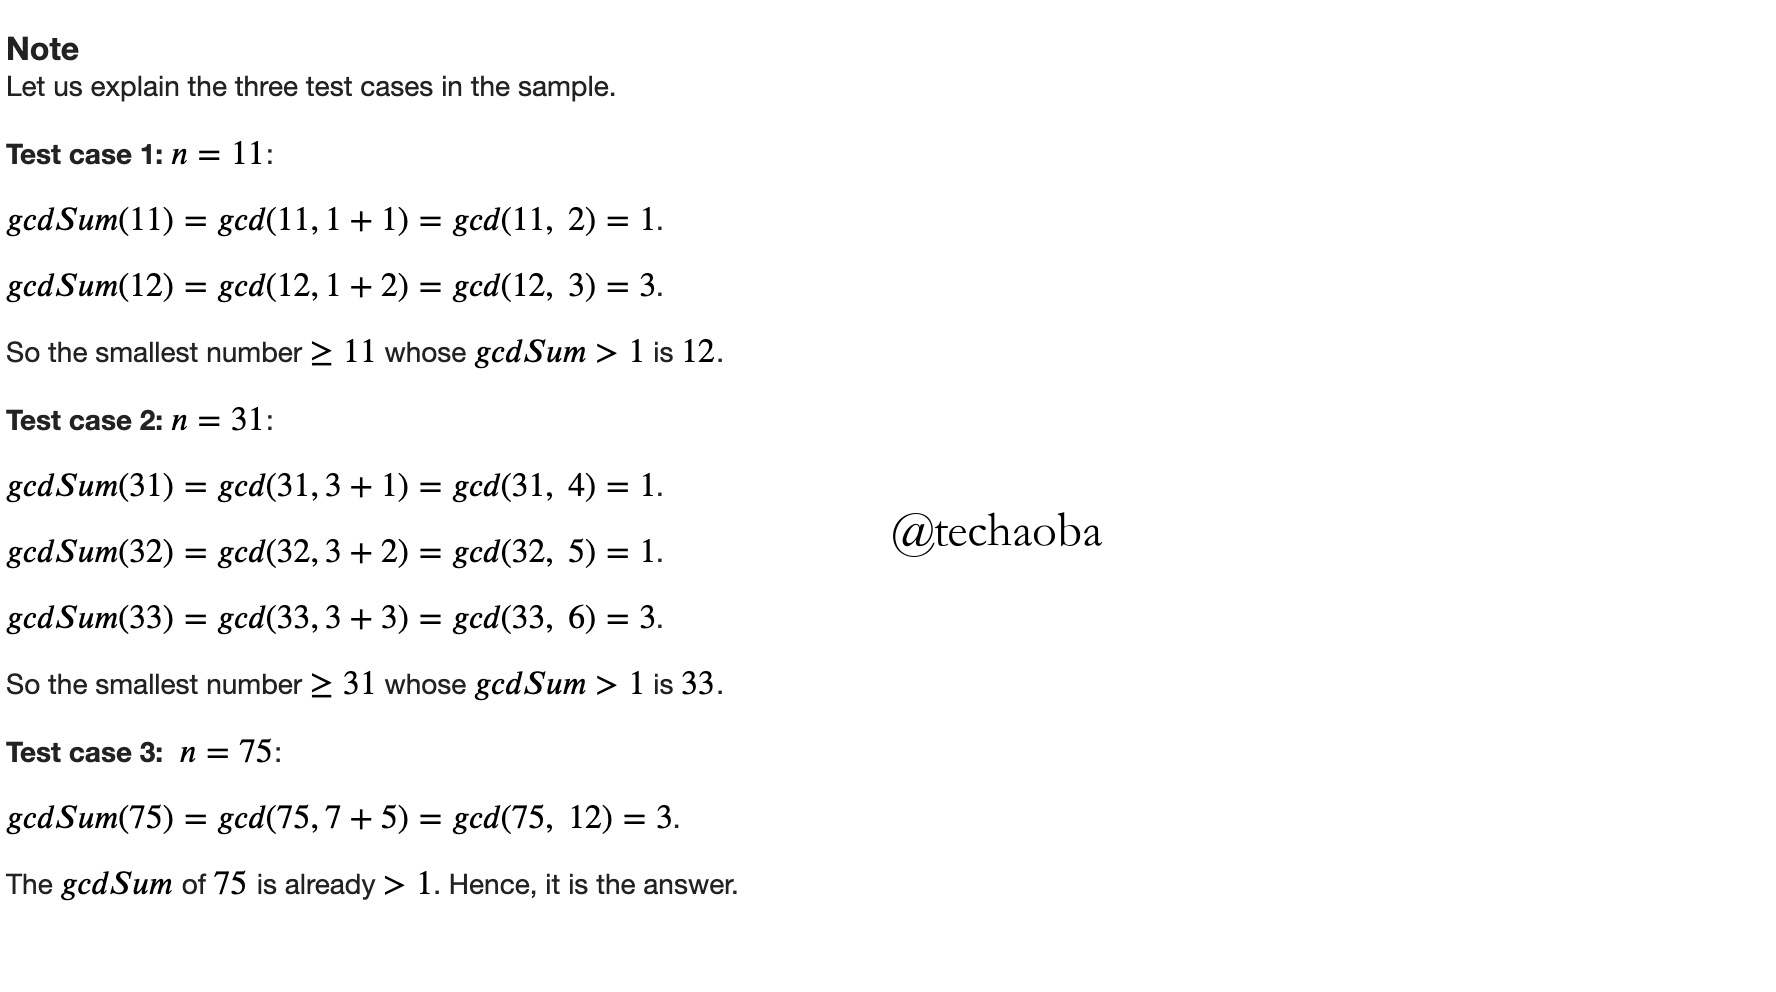 Note
Let us explain the three test cases in the sample.
Test case 1: n = 11:
gcdSum(11) = gcd(11, 1 + 1) = gcd(11, 2) = 1.
gcdSum(12) = gcd(12, 1 + 2) = gcd(12, 3) = 3.
So the smallest number ≥ 11 whose gcdSum > 1 is 12.
Test case 2: n = 31:
gcdSum(31) = gcd(31, 3 + 1) = gcd(31, 4) = 1.
gcdSum(32) = gcd(32, 3 + 2) = gcd(32, 5) = 1.
@techaoba
gcdSum(33) = gcd(33, 3 + 3) = gcd(33, 6) = 3.
So the smallest number ≥ 31 whose gcdSum > 1 is 33.
Test case 3: n = 75:
gcdSum(75) = gcd(75, 7 + 5) = gcd(75, 12) = 3.
The gcdSum of 75 is already > 1. Hence, it is the answer.